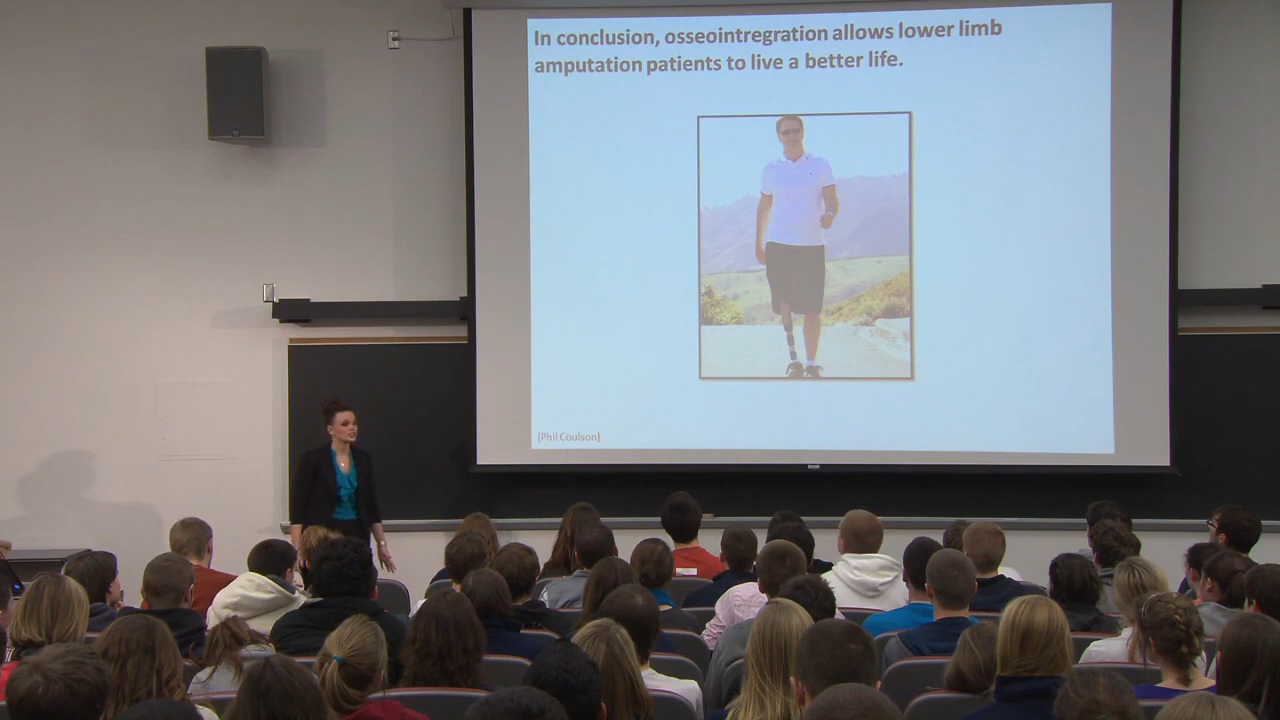 In conclusion, osseointregration allows lower limb
amputation patients to live a better life.
[Phil Coulson]